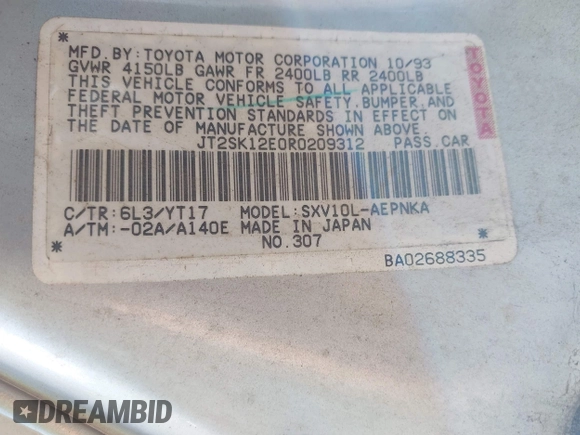 MFD. BY: TOYOTA MOTOR CORPORATION 10/93
GVWR 4150LB GAWR FR 2400LB RR 2400LB
THIS VEHICLE CONFORMS TO ALL APPLICABLE
FEDERAL MOTOR VEHICLE SAFETY, BUMPER, AND
THEFT PREVENTION STANDARDS IN EFFECT ON
THE DATE OF MANUFACTURE SHOWN ABOVE.
JT2SK12E0R0209312 PASS. CAR
TOYOTA
C/TR: 6L3/YT17 MODEL: SXV10L-AEPNKA
A/TM: -02A/A140E MADE IN JAPAN
NO. 307
BA02688335
DREAMBID